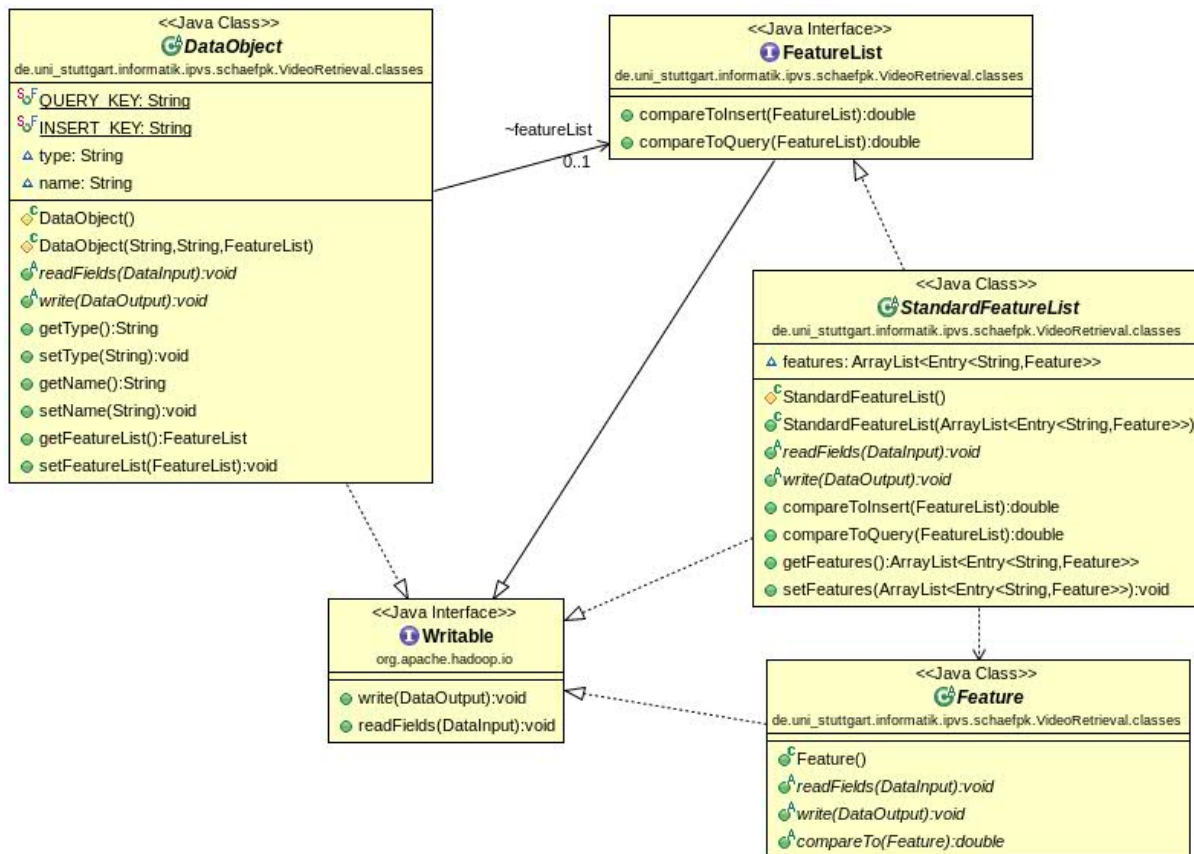 <<Java Class>>
DataObject
de.uni_stuttgart.informatik.ipvs.schaefpk.VideoRetrieval.classes
QUERY_KEY: String
INSERT_KEY: String
type: String
name: String
DataObject()
DataObject(String,String,FeatureList)
readFields(DataInput):void
write(DataOutput):void
getType():String
setType(String):void
getName():String
setName(String):void
getFeatureList():FeatureList
setFeatureList(FeatureList):void
~featureList
0..1
<<Java Interface>>
FeatureList
de.uni_stuttgart.informatik.ipvs.schaefpk.VideoRetrieval.classes
compareToInsert(FeatureList):double
compareToQuery(FeatureList):double
<<Java Class>>
StandardFeatureList
de.uni_stuttgart.informatik.ipvs.schaefpk.VideoRetrieval.classes
features: ArrayList<Entry<String,Feature>>
StandardFeatureList()
StandardFeatureList(ArrayList<Entry<String,Feature>>)
readFields(DataInput):void
write(DataOutput):void
compareToInsert(FeatureList):double
compareToQuery(FeatureList):double
getFeatures():ArrayList<Entry<String,Feature>>
setFeatures(ArrayList<Entry<String,Feature>>):void
<<Java Interface>>
Writable
org.apache.hadoop.io
write(DataOutput):void
readFields(DataInput):void
<<Java Class>>
Feature
de.uni_stuttgart.informatik.ipvs.schaefpk.VideoRetrieval.classes
Feature()
readFields(DataInput):void
write(DataOutput):void
compareTo(Feature):double